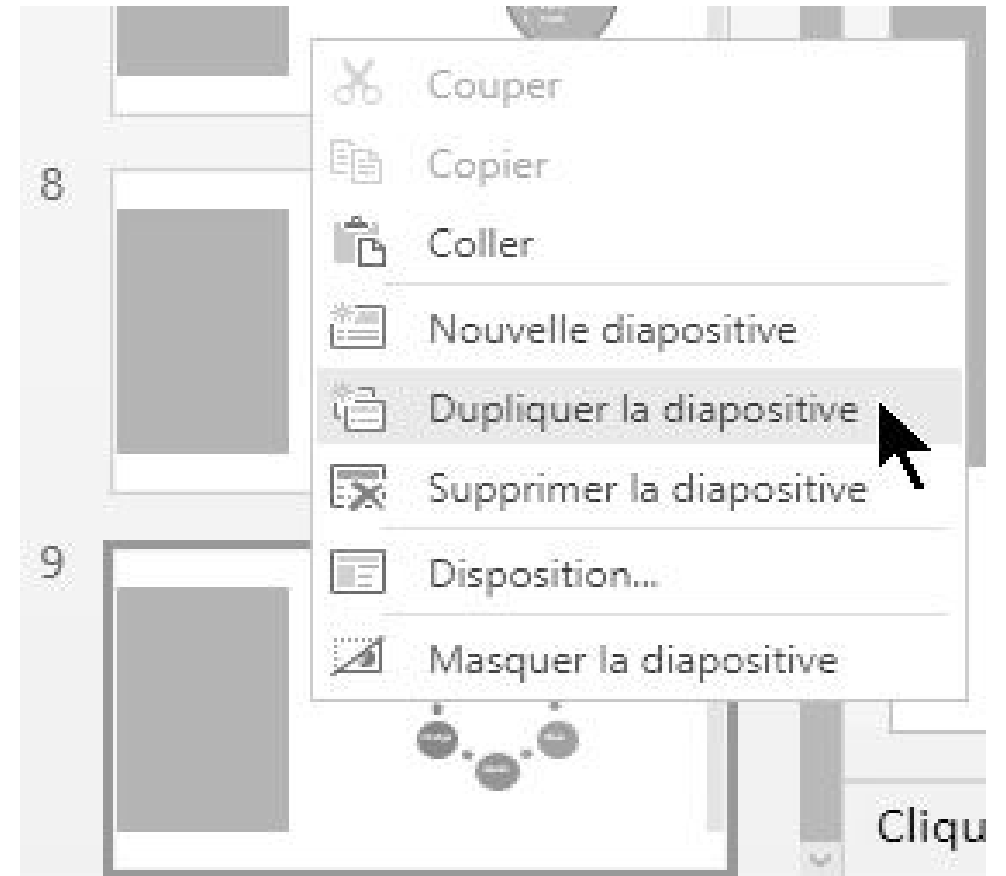 Couper
Copier
8
Coller
Nouvelle diapositive
Dupliquer la diapositive
Supprimer la diapositive
9
Disposition...
Masquer la diapositive
Cliqu